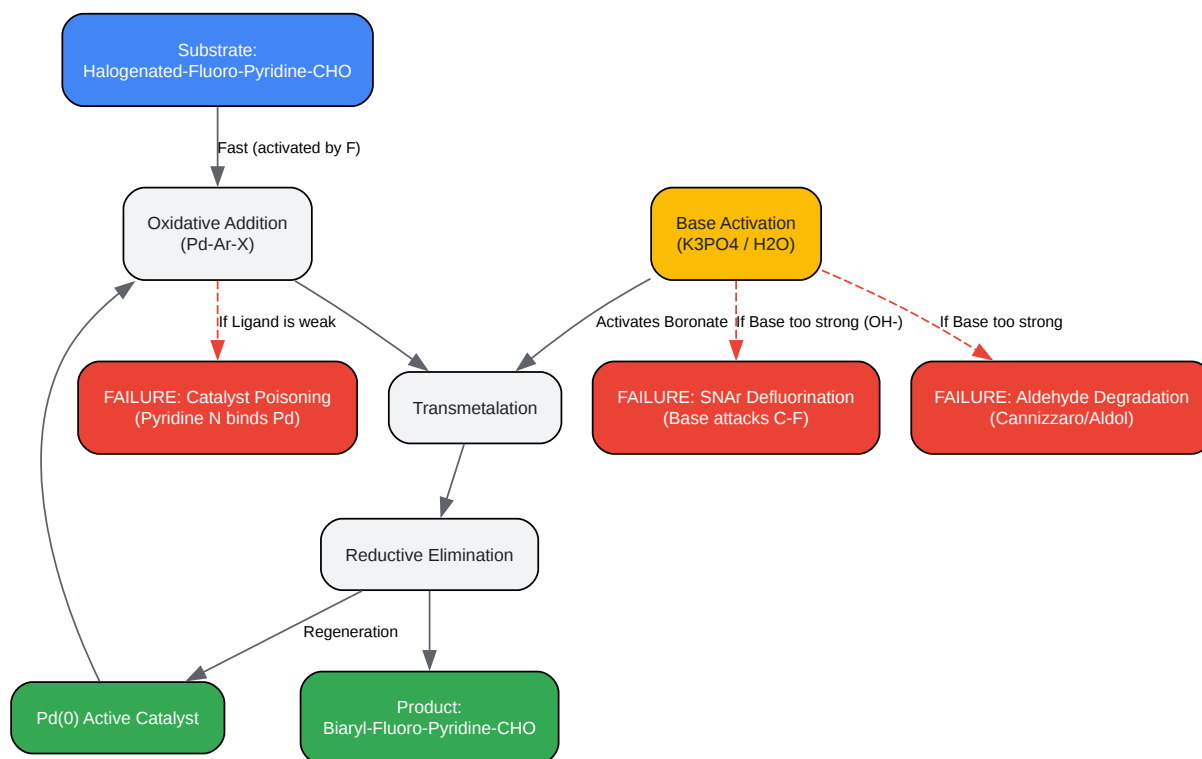 Substrate:
Halogenated-Fluoro-Pyridine-CHO
Fast (activated by F)
Oxidative Addition
(Pd-Ar-X)
Base Activation
(K3PO4 / H2O)
If Ligand is weak
Activates Boronate
If Base too strong (OH-)
If Base too strong
FAILURE: Catalyst Poisoning
(Pyridine N binds Pd)
Transmetalation
FAILURE: SNAr Defluorination
(Base attacks C-F)
FAILURE: Aldehyde Degradation
(Cannizzaro/Aldol)
Reductive Elimination
Regeneration
Pd(0) Active Catalyst
Product:
Biaryl-Fluoro-Pyridine-CHO